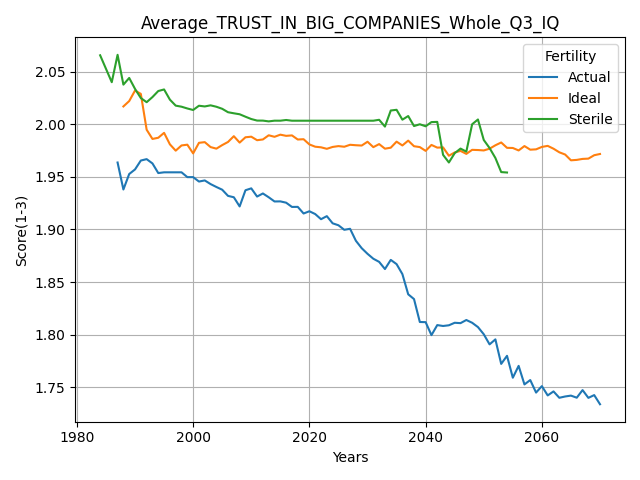 Average_TRUST_IN_BIG_COMPANIES_Whole_Q3_IQ
Fertility
Actual
Ideal
Sterile
Score(1-3)
2.05
2.00
1.95
1.90
1.85
1.80
1.75
1980
2000
2020
2040
2060
Years